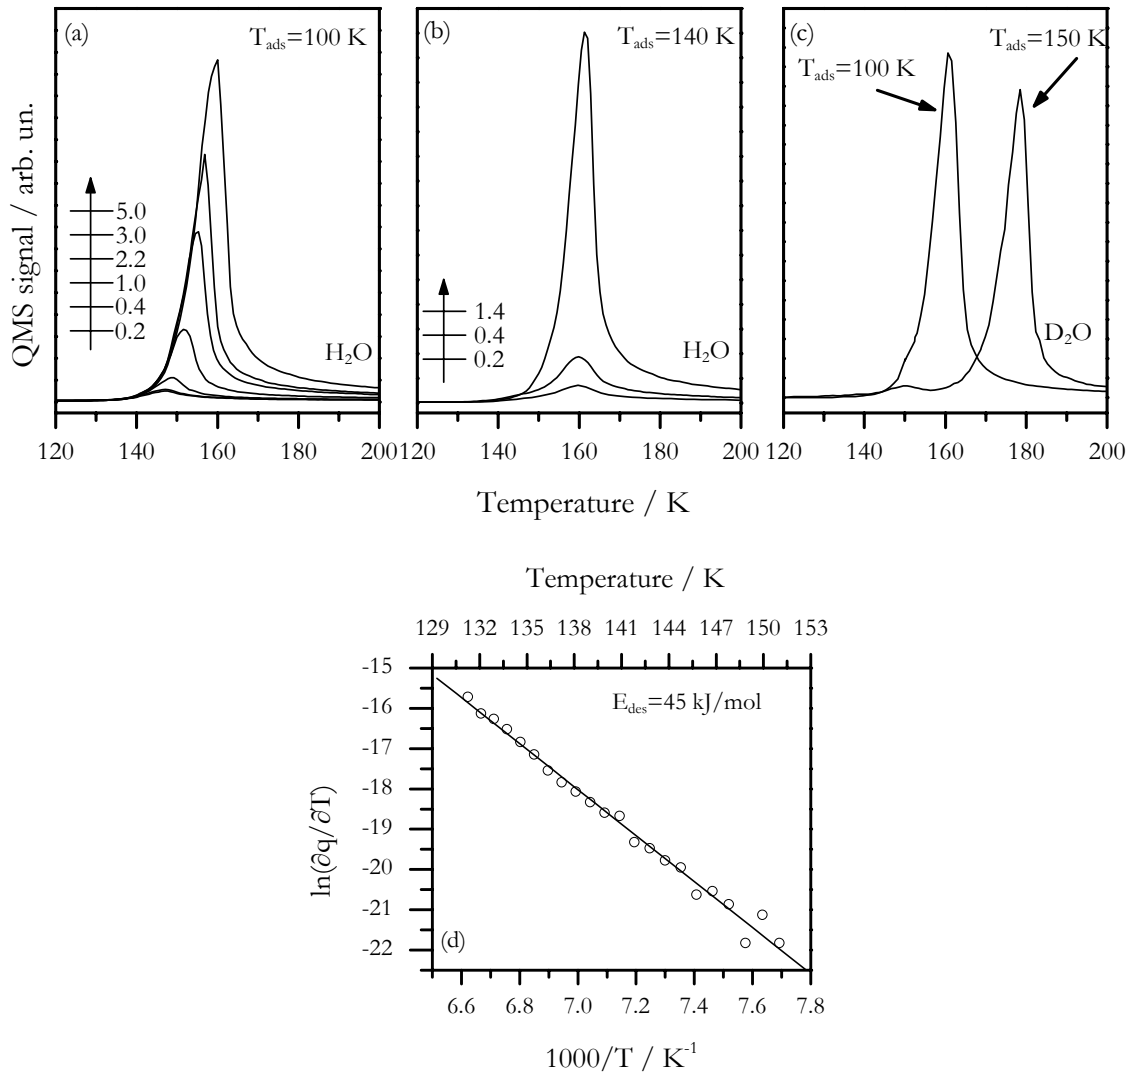 (a)
T_ads=100 K
(b)
T_ads=140 K
(c)
T_ads=150 K
T_ads=100 K
QMS signal / arb. un.
5.0
3.0
2.2
1.0
0.4
0.2
H₂O
1.4
0.4
0.2
H₂O
D₂O
120 140 160 180 200
120 140 160 180 200
120 140 160 180 200
Temperature / K
Temperature / K
129 132 135 138 141 144 147 150 153
-15
-16
-17
-18
-19
-20
-21
-22
ln(∂q/∂T)
E_des=45 kJ/mol
(d)
6.6 6.8 7.0 7.2 7.4 7.6 7.8
1000/T / K⁻¹